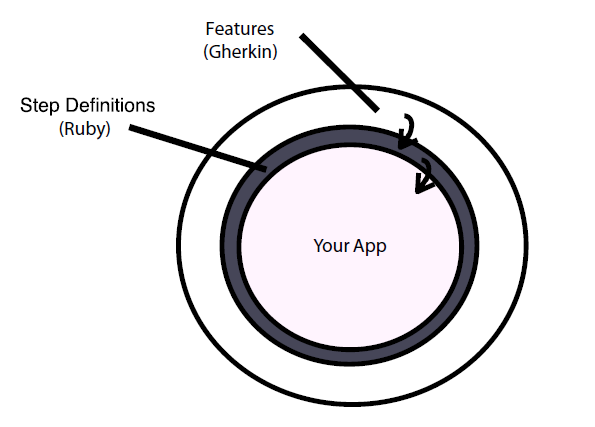 Features
(Gherkin)
Step Definitions
(Ruby)
Your App